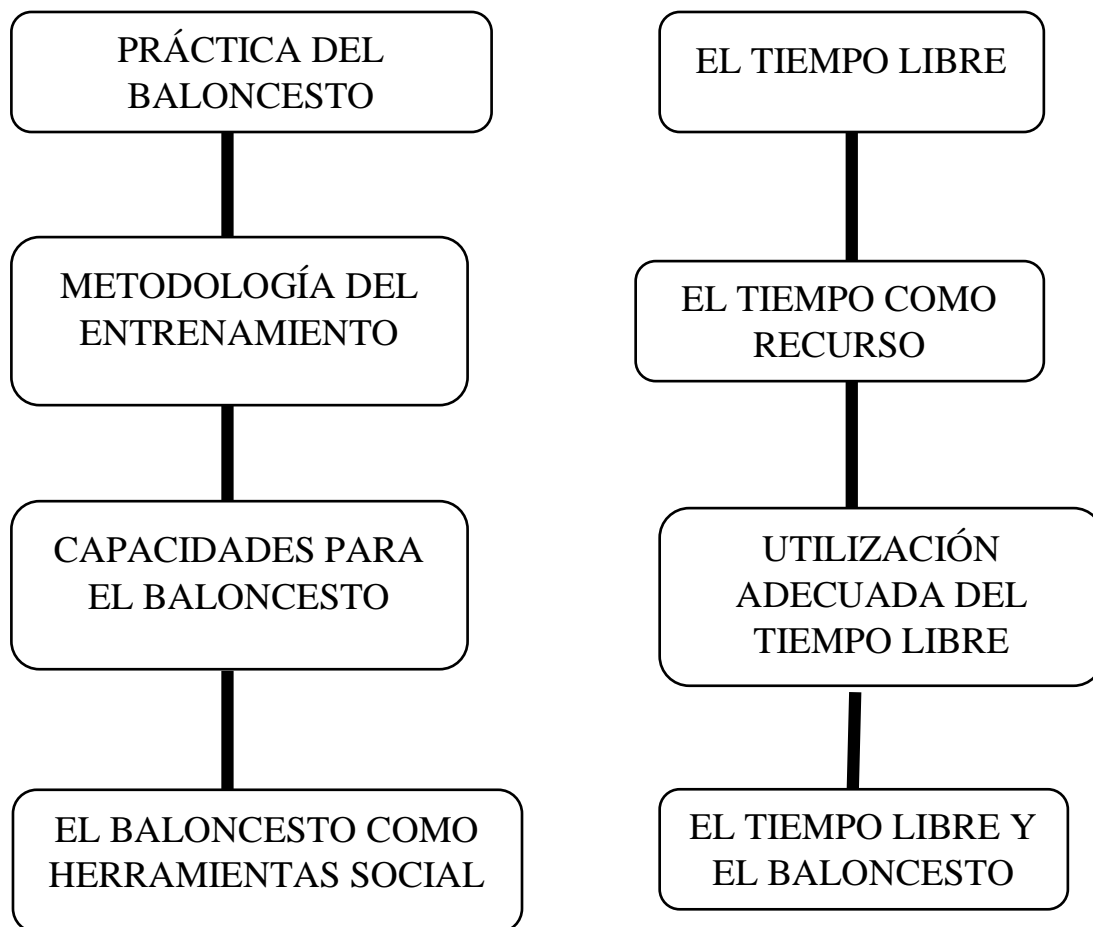 PRÁCTICA DEL
BALONCESTO
METODOLOGÍA DEL
ENTRENAMIENTO
CAPACIDADES PARA
EL BALONCESTO
EL BALONCESTO COMO
HERRAMIENTAS SOCIAL
EL TIEMPO LIBRE
EL TIEMPO COMO
RECURSO
UTILIZACIÓN
ADECUADA DEL
TIEMPO LIBRE
EL TIEMPO LIBRE Y
EL BALONCESTO